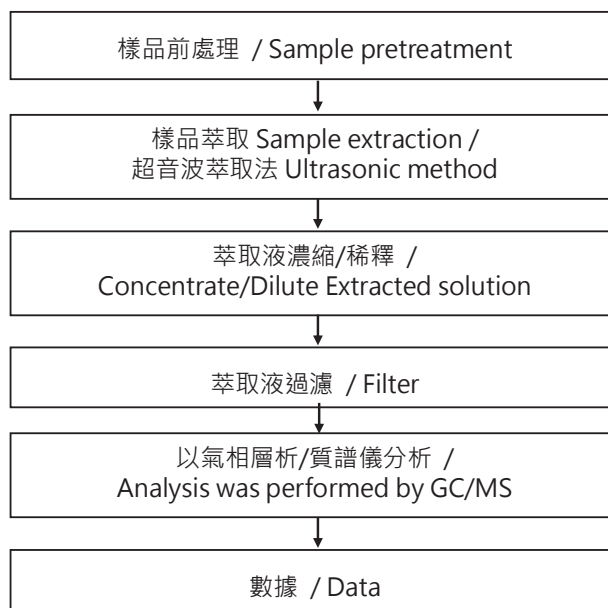 樣品前處理 / Sample pretreatment
樣品萃取 Sample extraction /
超音波萃取法 Ultrasonic method
萃取液濃縮/稀釋 /
Concentrate/Dilute Extracted solution
萃取液過濾 / Filter
以氣相層析/質譜儀分析 /
Analysis was performed by GC/MS
數據 / Data